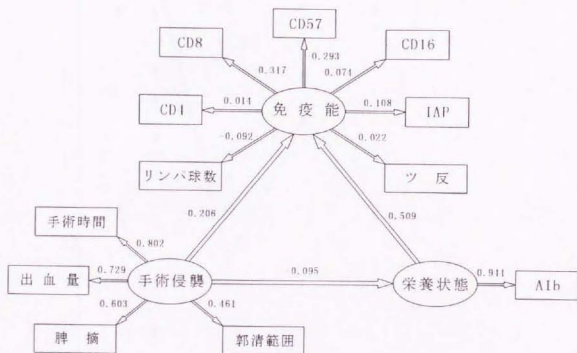 CD57
CD8
CD16
0.293
0.317
0.074
CD4
0.014
免疫能
0.108
IAP
-0.092
0.022
リンパ球数
ツ 反
0.206
0.509
手術時間
0.802
出血量
0.729
手術侵襲
0.095
栄養状態
0.911
Alb
0.603
0.461
脾 摘
郭清範囲